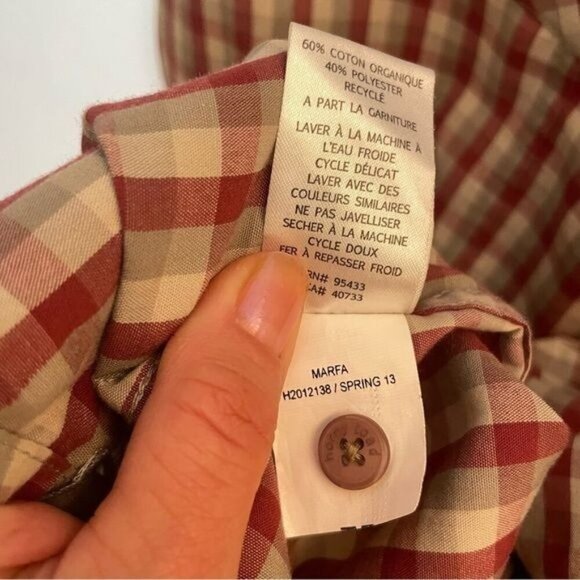 60% COTON ORGANIQUE
40% POLYESTER
RECYCLÉ
A PART LA GARNITURE
LAVER À LA MACHINE À
L'EAU FROIDE
CYCLE DÉLICAT
LAVER AVEC DES
COULEURS SIMILAIRES
NE PAS JAVELLISER
SECHER À LA MACHINE
CYCLE DOUX
FER À REPASSER FROID
RN# 95433
CA# 40733
MARFA
H2012138 / SPRING 13